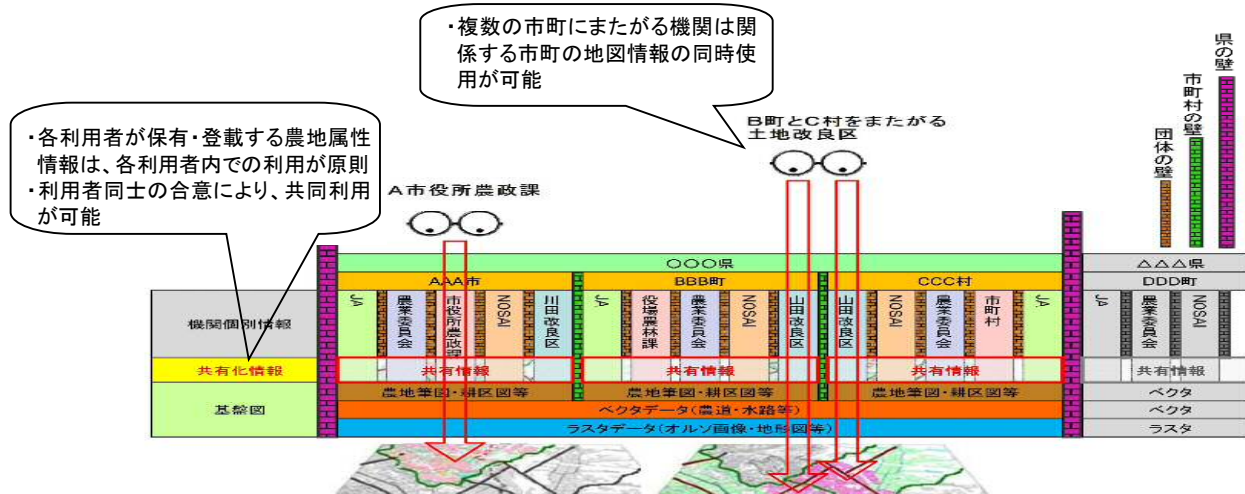 ・複数の市町にまたがる機関は関
係する市町の地図情報の同時使
用が可能
・各利用者が保有・登載する農地属性
情報は、各利用者内での利用が原則
・利用者同士の合意により、共同利用
が可能
A市役所農政課
B町とC村をまたがる
土地改良区
団体の壁
市町村の壁
県の壁
〇〇〇県
△△△県
AAA市
BBB町
CCC村
DDD町
機関個別情報
JA
農業委員会
市役所農政課
NOSAI
川田改良区
JA
役場農林課
農業委員会
NOSAI
山田改良区
山田改良区
NOSAI
農業委員会
市町村
JA
JA
農業委員会
NOSAI
共有化情報
共有情報
共有情報
共有情報
共有情報
基盤図
農地筆図・耕区図等
農地筆図・耕区図等
農地筆図・耕区図等
ベクタ
ベクタデータ(農道・水路等)
ベクタ
ラスタデータ(オルソ画像・地形図等)
ラスタ